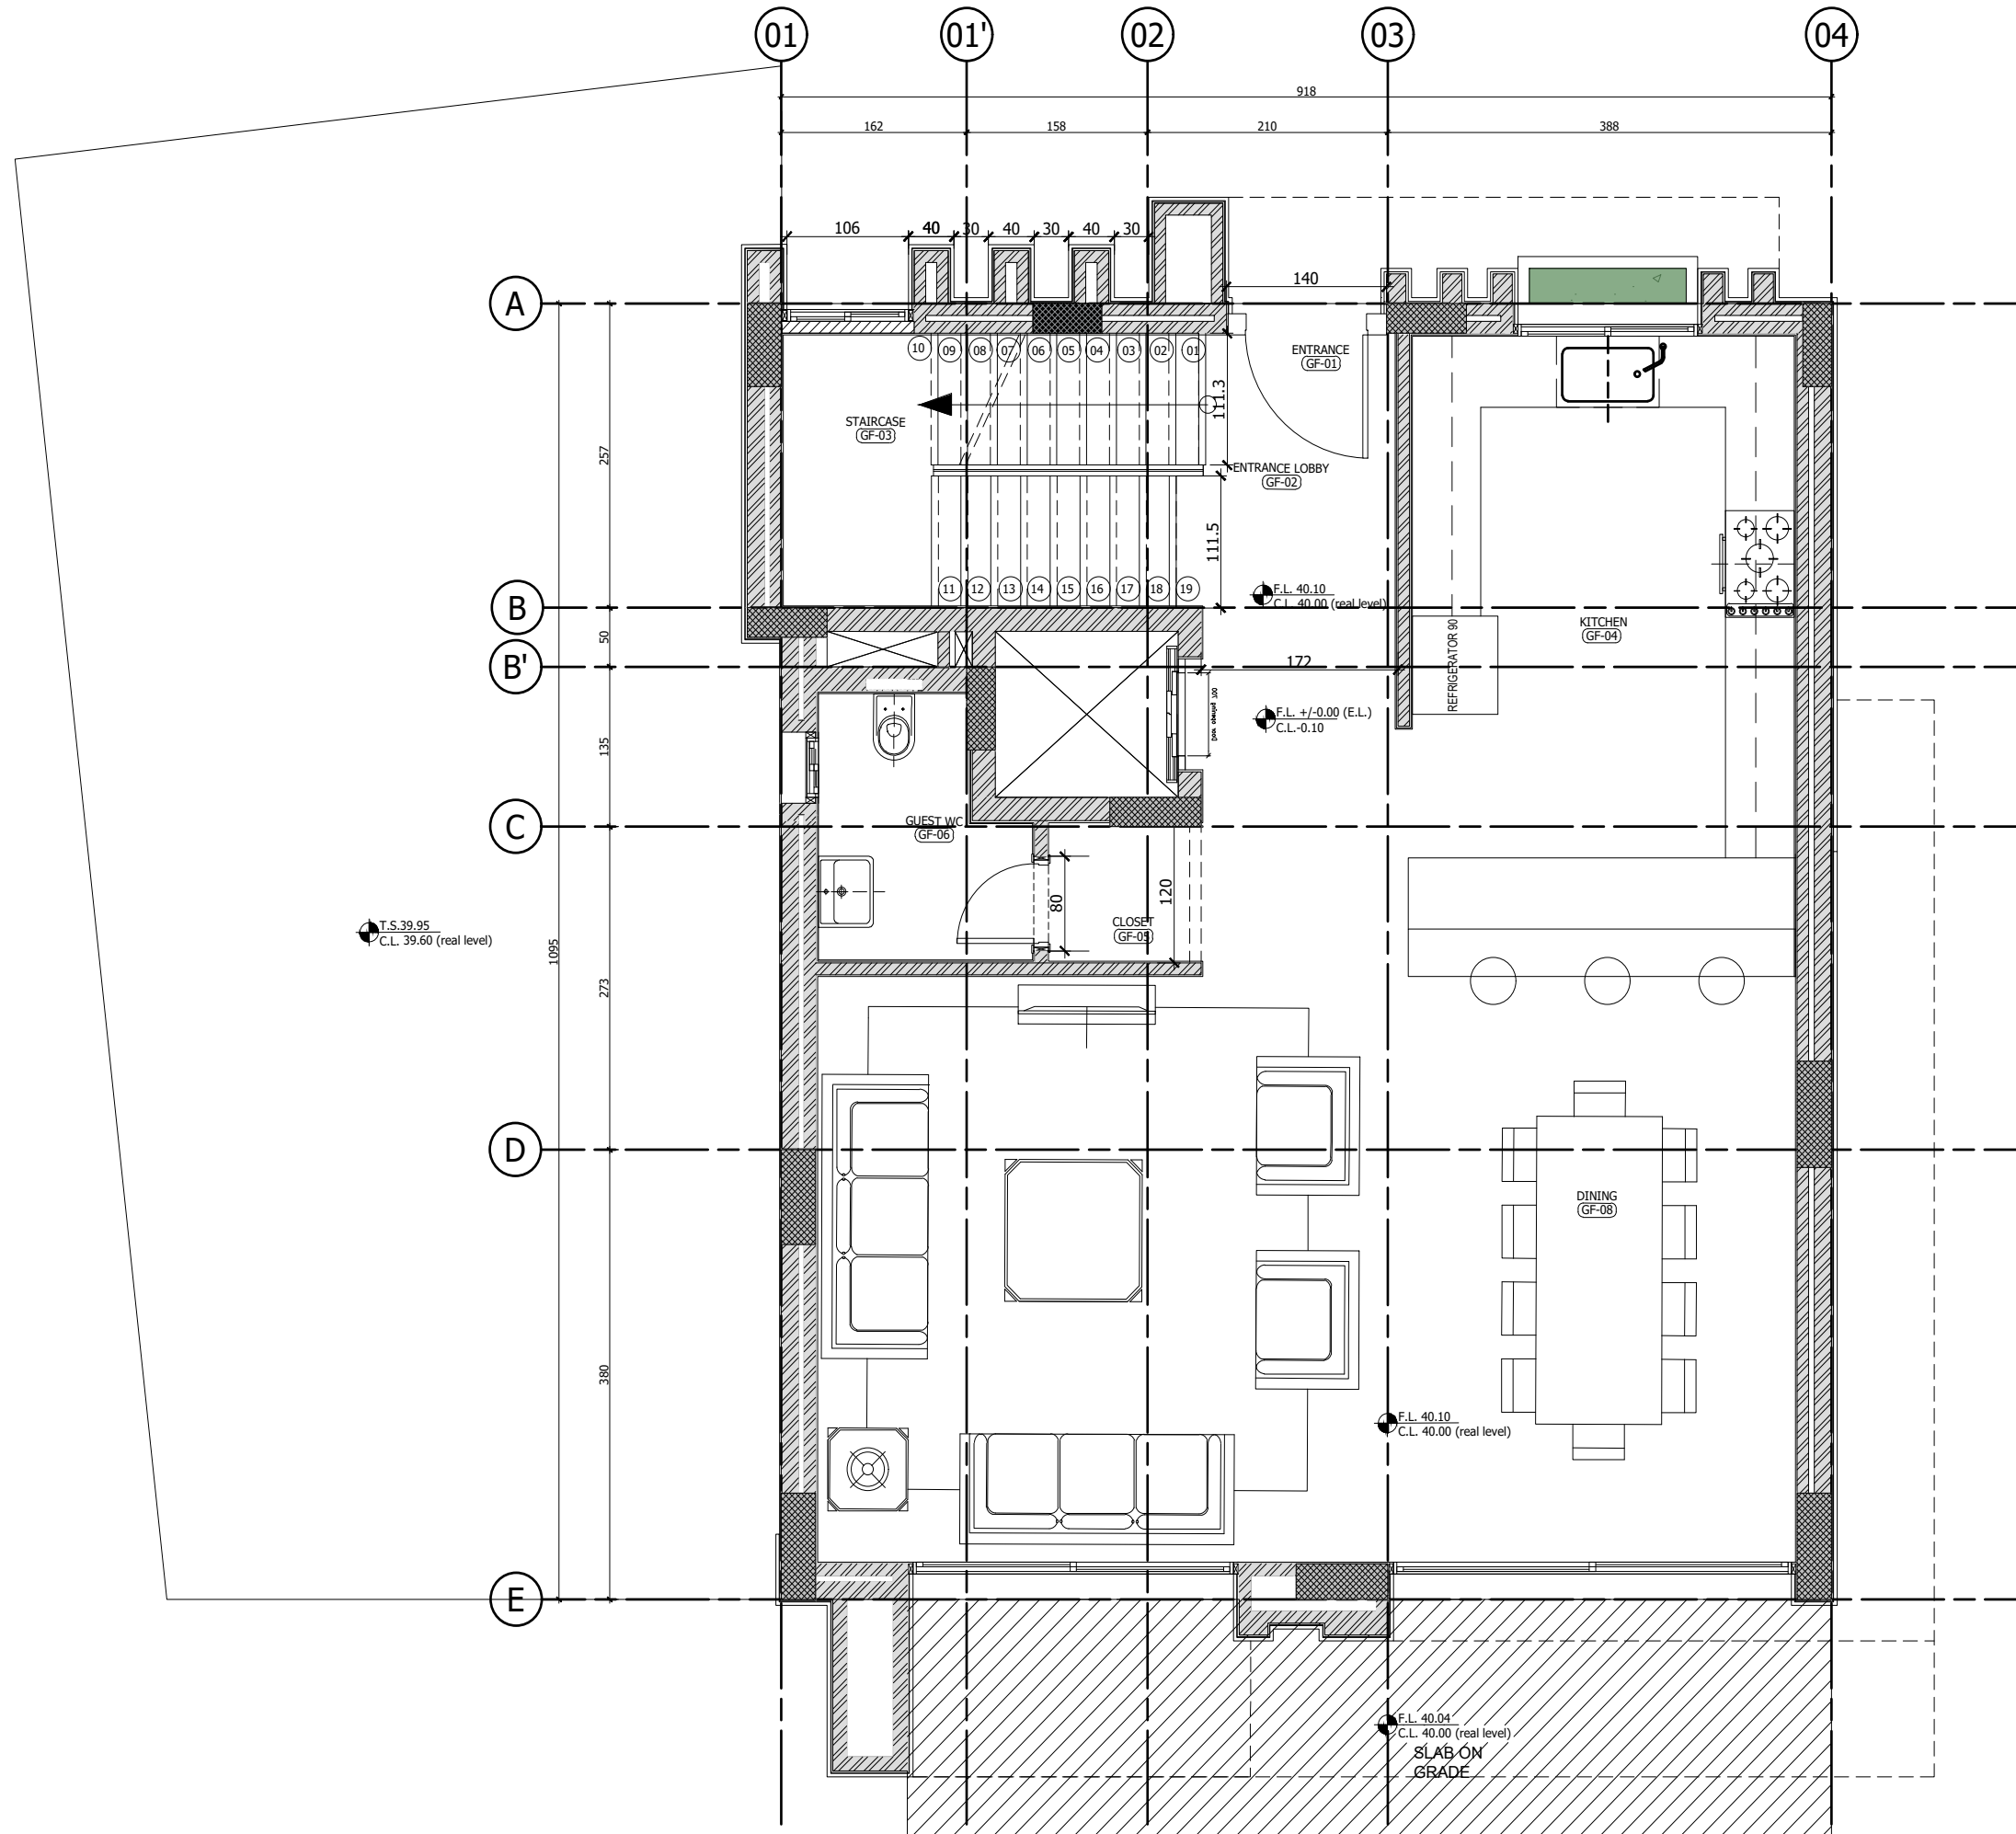 01
01'
02
03
04
918
162
158
210
388
106
40
30
40
30
40
30
140
A
10
09
08
07
06
05
04
03
02
01
ENTRANCE
GF-01
111.3
STAIRCASE
GF-03
257
ENTRANCE LOBBY
GF-02
111.5
11
12
13
14
15
16
17
18
19
F.L. 40.10
C.L. 40.00 (real level)
B
KITCHEN
GF-04
50
REFRIGERATOR 90
B'
172
F.L. +/-0.00 (E.L.)
C.L.-0.10
135
C
GUEST WC
GF-06
80
120
CLOSET
GF-05
T.S.39.95
C.L. 39.60 (real level)
1095
273
D
DINING
GF-08
380
F.L. 40.10
C.L. 40.00 (real level)
E
F.L. 40.04
C.L. 40.00 (real level)
SLAB ON
GRADE